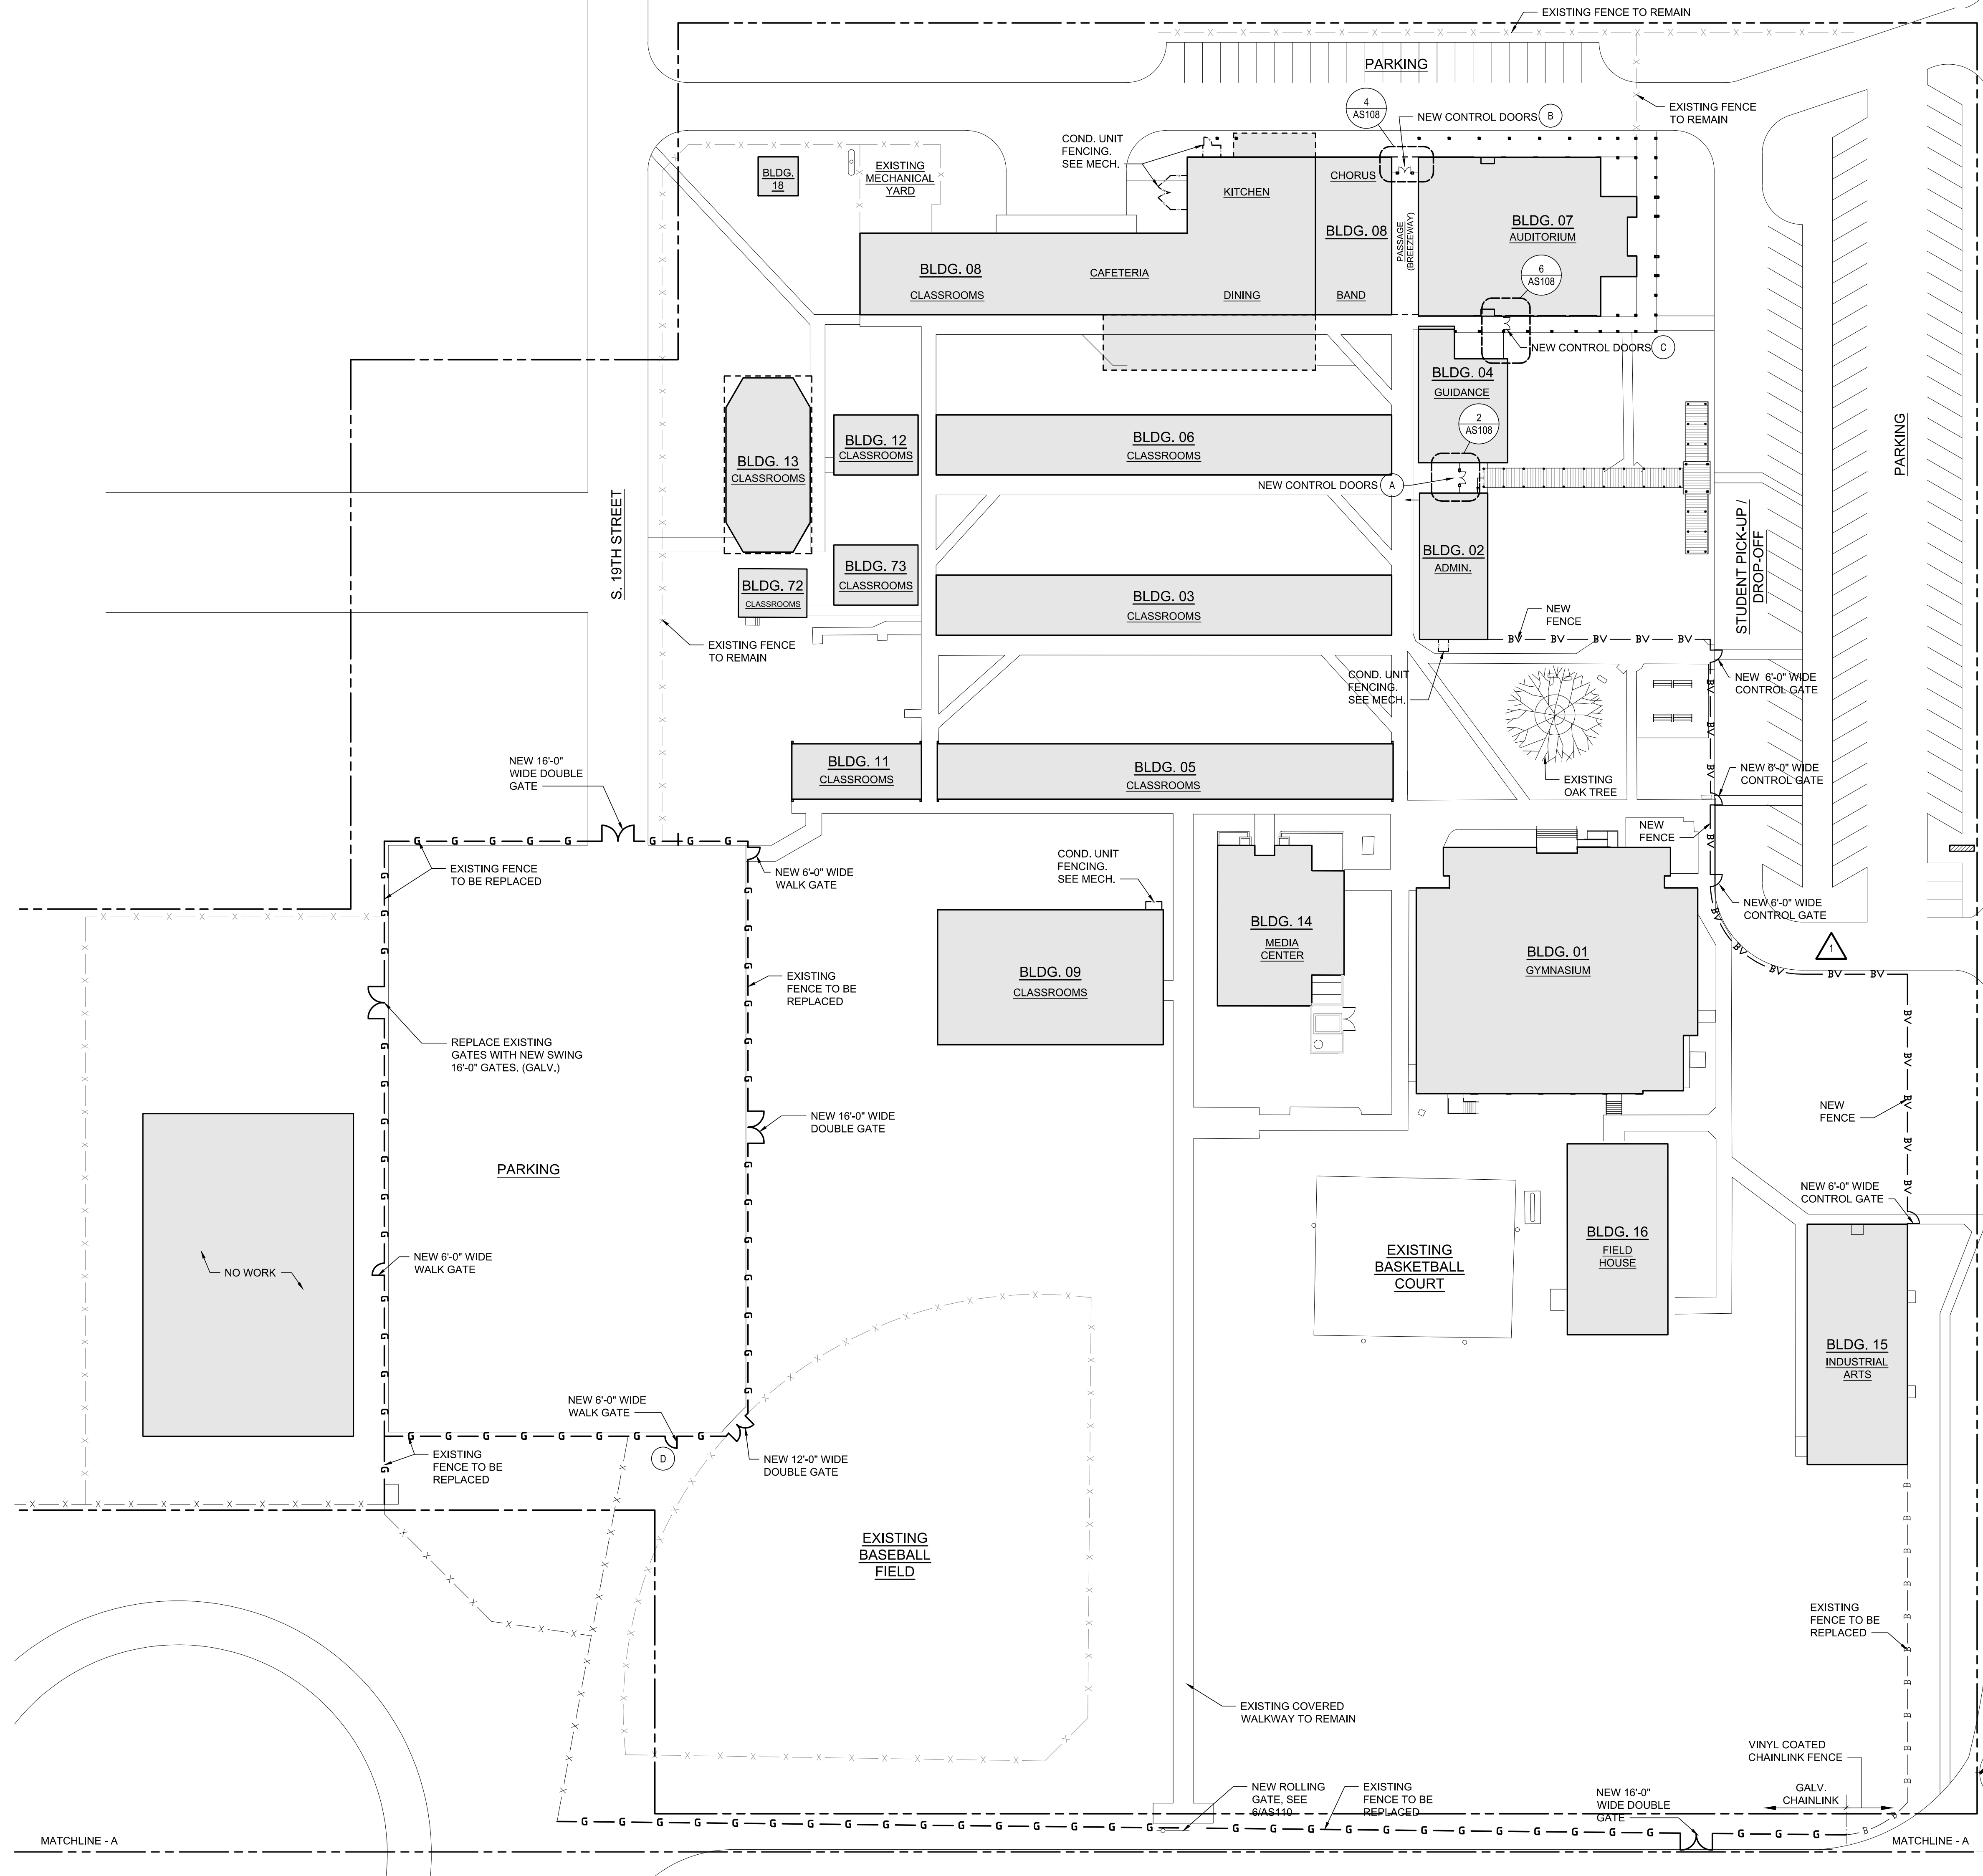 EXISTING FENCE TO REMAIN
PARKING
4
AS108
NEW CONTROL DOORS
B
EXISTING FENCE
TO REMAIN
COND. UNIT
FENCING.
SEE MECH.
BLDG.
18
EXISTING
MECHANICAL
YARD
KITCHEN
CHORUS
BLDG. 08
PASSAGE
(BREEZEWAY)
BLDG. 07
AUDITORIUM
BLDG. 08
CLASSROOMS
CAFETERIA
DINING
BAND
6
AS108
NEW CONTROL DOORS
C
BLDG. 04
GUIDANCE
2
AS108
NEW CONTROL DOORS
A
BLDG. 13
CLASSROOMS
BLDG. 12
CLASSROOMS
BLDG. 06
CLASSROOMS
PARKING
S. 19TH STREET
STUDENT PICK-UP /
DROP-OFF
BLDG. 02
ADMIN.
BLDG. 72
CLASSROOMS
BLDG. 73
CLASSROOMS
BLDG. 03
CLASSROOMS
NEW
FENCE
BV BV BV BV BV
EXISTING FENCE
TO REMAIN
COND. UNIT
FENCING.
SEE MECH.
NEW 6'-0" WIDE
CONTROL GATE
NEW 16'-0"
WIDE DOUBLE
GATE
BLDG. 11
CLASSROOMS
BLDG. 05
CLASSROOMS
EXISTING
OAK TREE
NEW 6'-0" WIDE
CONTROL GATE
NEW
FENCE
G G G G G G G G
EXISTING FENCE
TO BE REPLACED
NEW 6'-0" WIDE
WALK GATE
COND. UNIT
FENCING.
SEE MECH.
NEW 6'-0" WIDE
CONTROL GATE
BLDG. 14
MEDIA
CENTER
BLDG. 01
GYMNASIUM
1
BV BV BV BV BV
EXISTING
FENCE TO BE
REPLACED
BLDG. 09
CLASSROOMS
REPLACE EXISTING
GATES WITH NEW SWING
16'-0" GATES. (GALV.)
NEW 16'-0" WIDE
DOUBLE GATE
NEW
FENCE
PARKING
NEW 6'-0" WIDE
CONTROL GATE
NO WORK
NEW 6'-0" WIDE
WALK GATE
EXISTING
BASKETBALL
COURT
BLDG. 16
FIELD
HOUSE
BLDG. 15
INDUSTRIAL
ARTS
NEW 6'-0" WIDE
WALK GATE
D
EXISTING
FENCE TO BE
REPLACED
NEW 12'-0" WIDE
DOUBLE GATE
EXISTING
BASEBALL
FIELD
EXISTING
FENCE TO BE
REPLACED
EXISTING COVERED
WALKWAY TO REMAIN
VINYL COATED
CHAINLINK FENCE
GALV.
CHAINLINK
NEW ROLLING
GATE, SEE
6/AS110
EXISTING
FENCE TO BE
REPLACED
NEW 16'-0"
WIDE DOUBLE
GATE
MATCHLINE - A
MATCHLINE - A